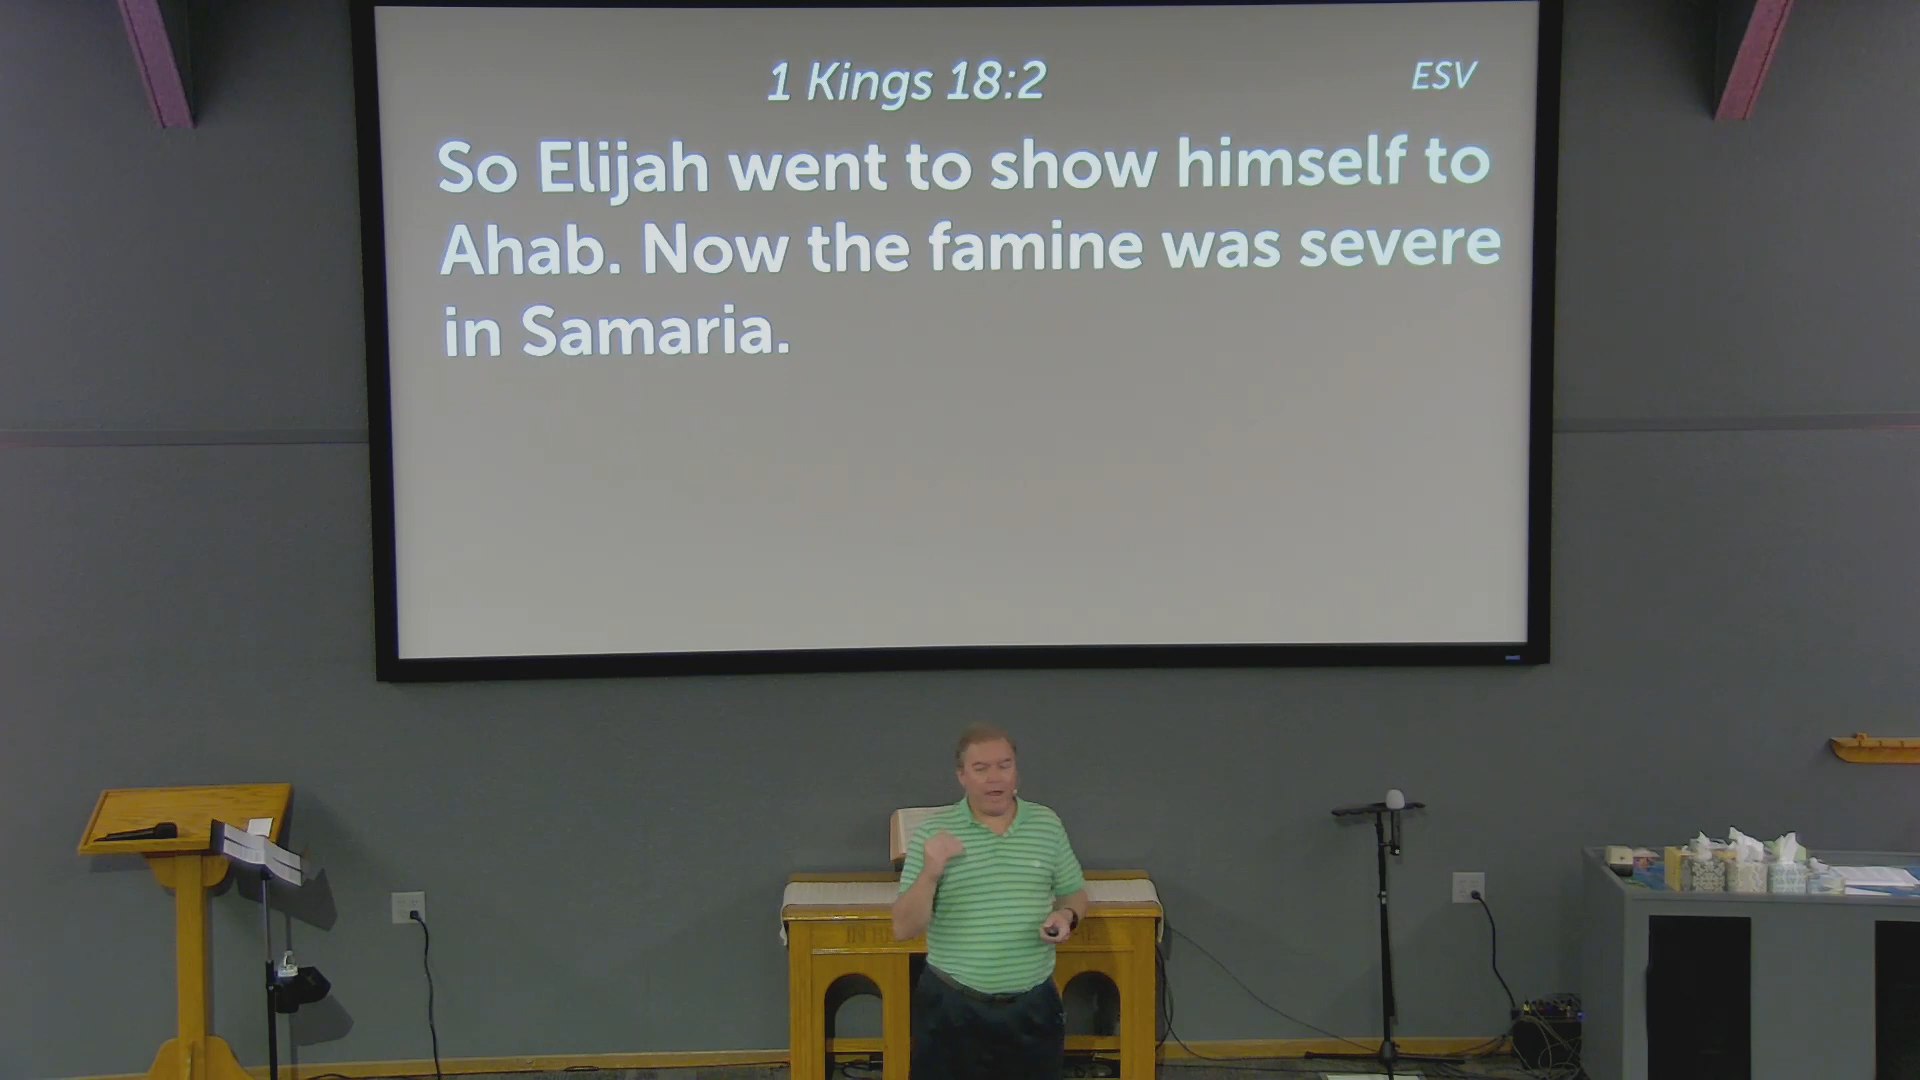 1 Kings 18:2
ESV
So Elijah went to show himself to
Ahab. Now the famine was severe
in Samaria.